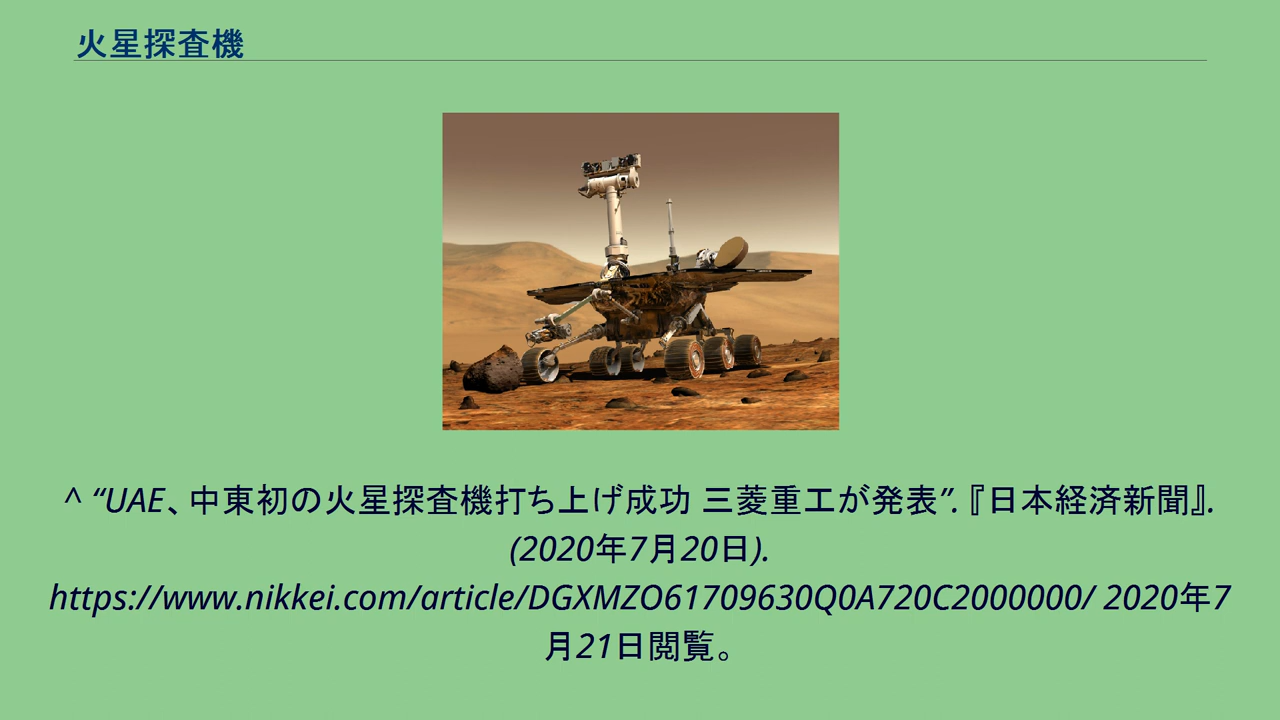 火星探査機
^ “UAE、中東初の火星探査機打ち上げ成功 三菱重工が発表”. 『日本経済新聞』.
(2020年7月20日).
https://www.nikkei.com/article/DGXMZO61709630Q0A720C2000000/ 2020年7
月21日閲覧。